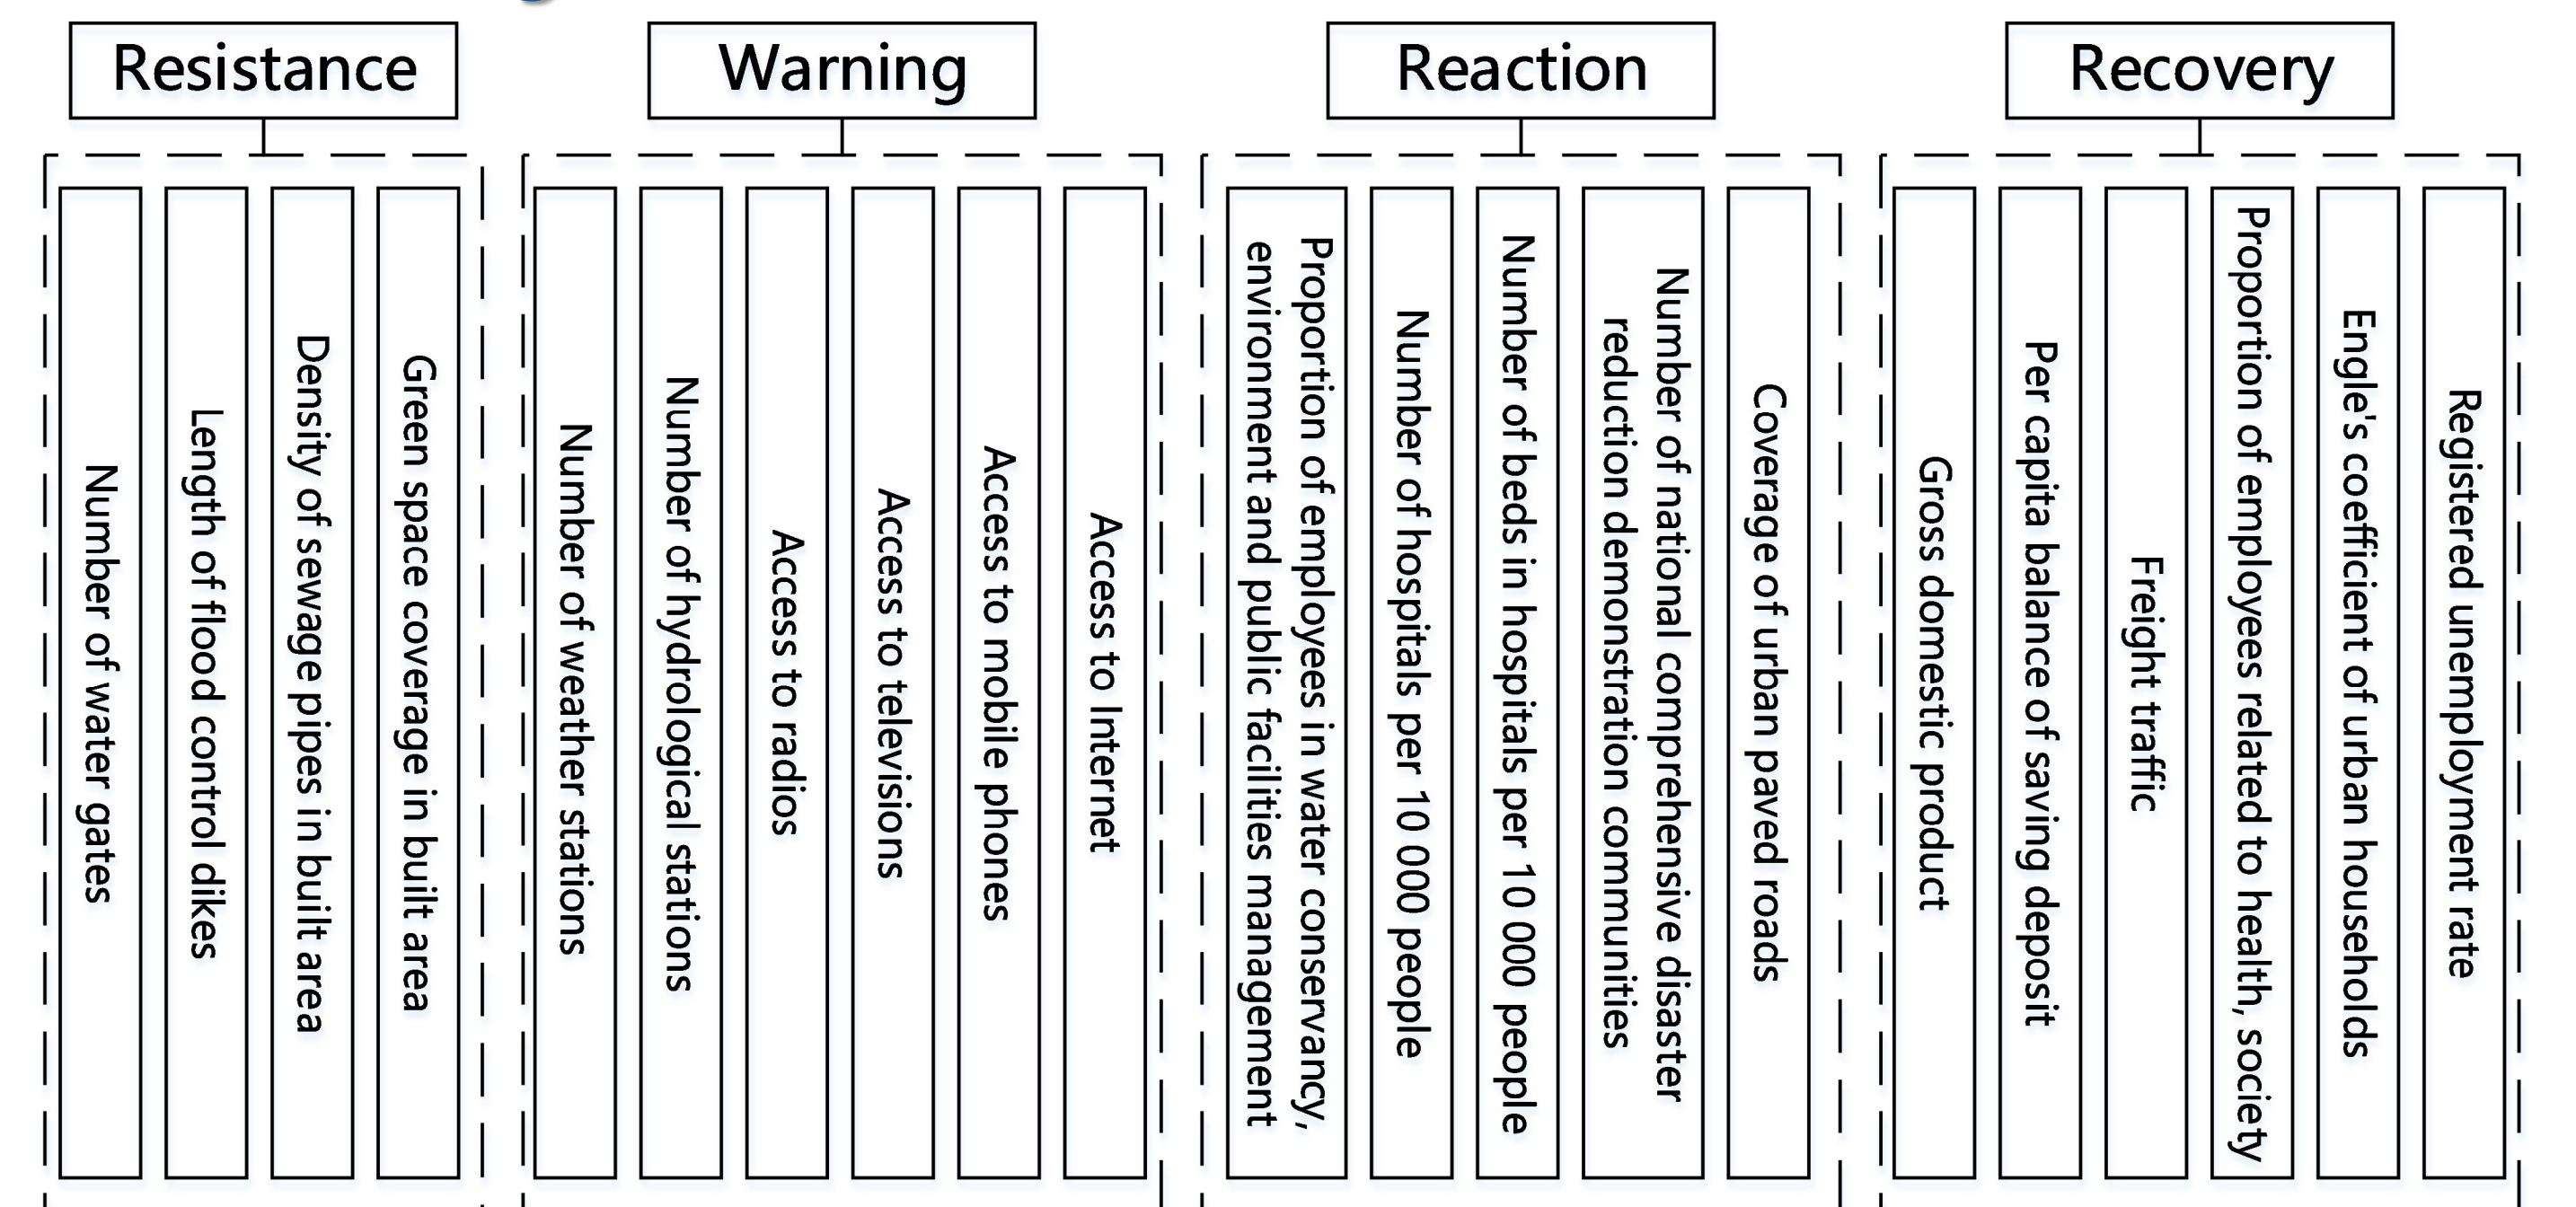 Resistance
Number of water gates
Length of flood control dikes
Density of sewage pipes in built area
Green space coverage in built area
Warning
Number of weather stations
Number of hydrological stations
Access to radios
Access to televisions
Access to mobile phones
Access to Internet
Reaction
Proportion of employees in water conservancy,
environment and public facilities management
Number of hospitals per 10 000 people
Number of beds in hospitals per 10 000 people
Number of national comprehensive disaster
reduction demonstration communities
Coverage of urban paved roads
Recovery
Gross domestic product
Per capita balance of saving deposit
Freight traffic
Proportion of employees related to health, society
Engle's coefficient of urban households
Registered unemployment rate